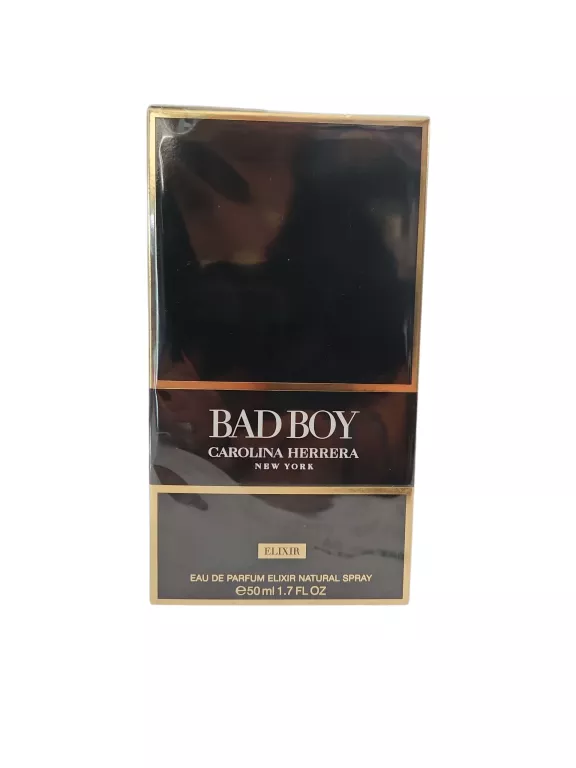 BAD BOY
CAROLINA HERRERA
NEW YORK
ELIXIR
EAU DE PARFUM ELIXIR NATURAL SPRAY
℮50 ml 1.7 FL OZ